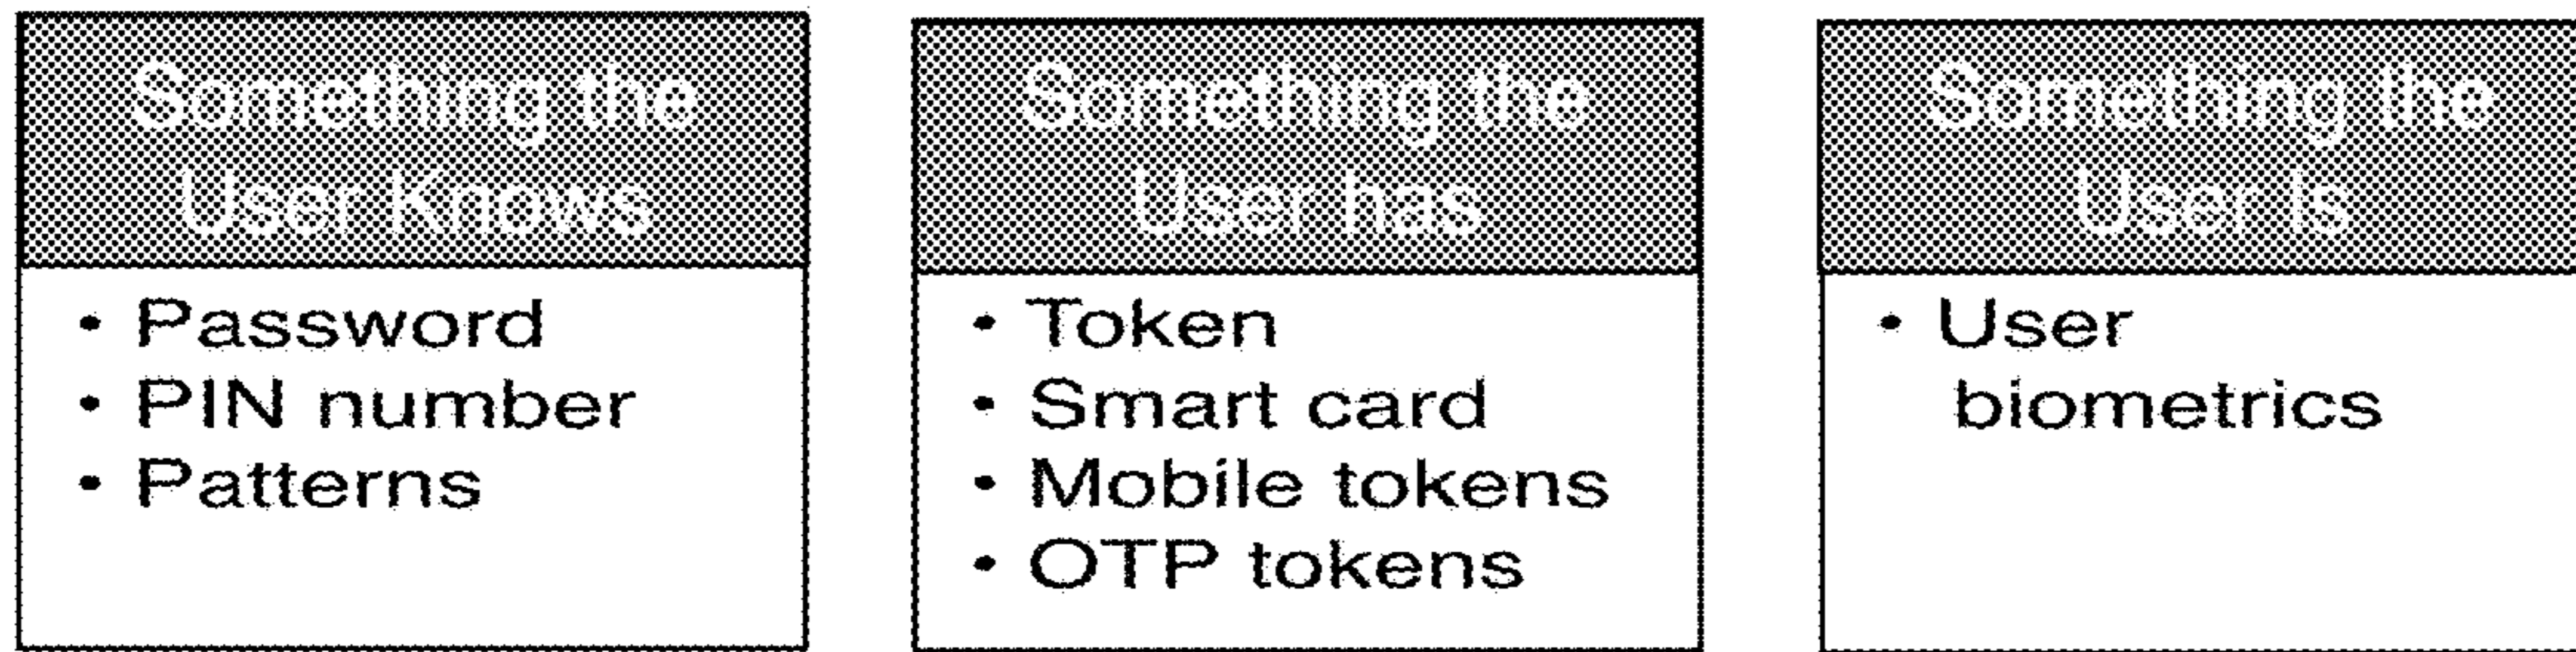 Something the
User Knows
• Password
• PIN number
• Patterns
Something the
User has
• Token
• Smart card
• Mobile tokens
• OTP tokens
Something the
User Is
• User
biometrics